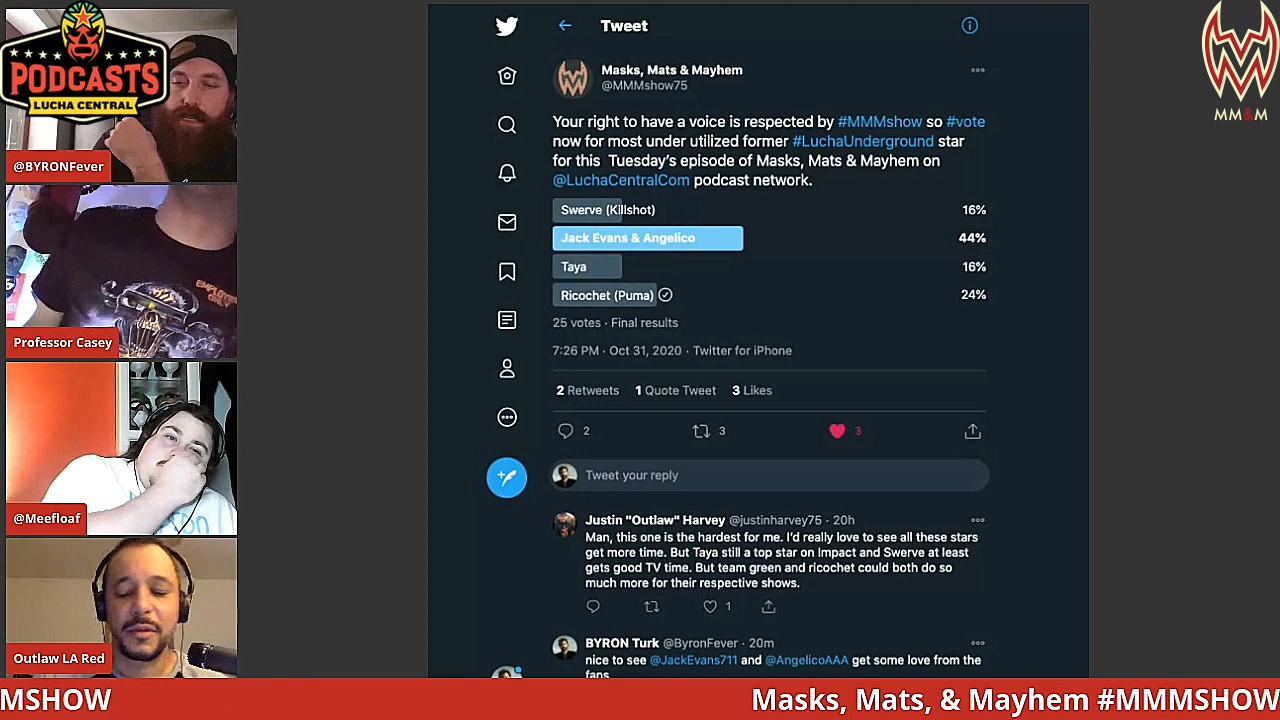 PODCASTS
LUCHA CENTRAL
@BYRONFever
EMPLOYEE
ONLY
Professor Casey
@Meefloaf
Outlaw LA Red
Tweet
Masks, Mats & Mayhem
@MMMshow75
Your right to have a voice is respected by #MMMshow so #vote
now for most under utilized former #LuchaUnderground star
for this Tuesday's episode of Masks, Mats & Mayhem on
@LuchaCentralCom podcast network.
Swerve (Killshot) 16%
Jack Evans & Angelico 44%
Taya 16%
Ricochet (Puma) 24%
25 votes · Final results
7:26 PM · Oct 31, 2020 · Twitter for iPhone
2 Retweets 1 Quote Tweet 3 Likes
2 3 3
Tweet your reply
Justin "Outlaw" Harvey @justinharvey75 · 20h
Man, this one is the hardest for me. I'd really love to see all these stars
get more time. But Taya still a top star on Impact and Swerve at least
gets good TV time. But team green and ricochet could both do so
much more for their respective shows.
1
BYRON Turk @ByronFever · 20m
nice to see @JackEvans711 and @AngelicoAAA get some love from the
fans
MM&M
MSHOW
Masks, Mats, & Mayhem #MMMSHOW